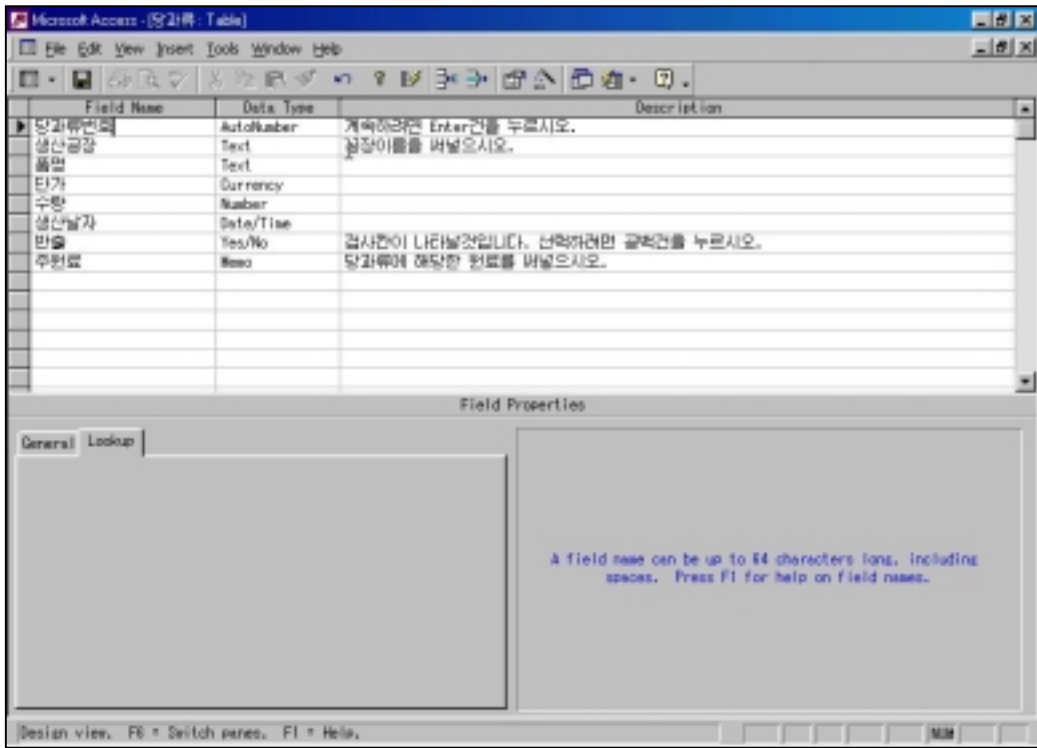 Microsoft Access - [당과류 : Table]
File Edit View Insert Tools Window Help
Field Name Data Type Description
당과류번호 AutoNumber 계속하려면 Enter건을 누르시오.
생산공장 Text 공장이름을 써넣으시오.
품명 Text
단가 Currency
수량 Number
생산날자 Date/Time
반출 Yes/No 검사칸이 나타날것입니다. 선택하려면 공백건을 누르시오.
주원료 Memo 당과류에 해당한 원료를 써넣으시오.
Field Properties
General Lookup
A field name can be up to 64 characters long, including
spaces. Press F1 for help on field names.
Design view. F6 = Switch panes. F1 = Help.
NUM